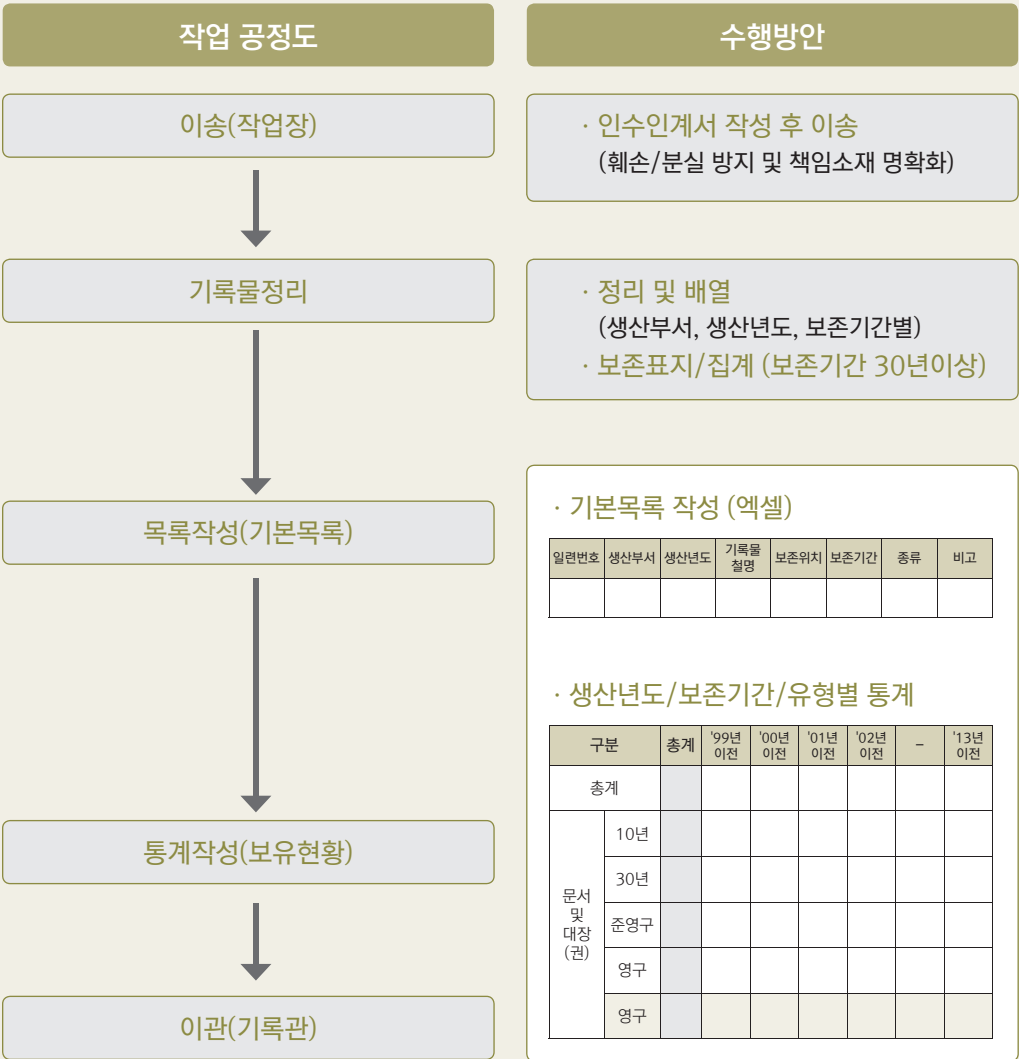 작업 공정도
수행방안
이송(작업장)
· 인수인계서 작성 후 이송
(훼손/분실 방지 및 책임소재 명확화)
기록물정리
· 정리 및 배열
(생산부서, 생산년도, 보존기간별)
· 보존표지/집계 (보존기간 30년이상)
목록작성(기본목록)
· 기본목록 작성 (엑셀)
일련번호 생산부서 생산년도 기록물 철명 보존위치 보존기간 종류 비고
· 생산년도/보존기간/유형별 통계
구분 총계 '99년 이전 '00년 이전 '01년 이전 '02년 이전 – '13년 이전
총계
문서 및 대장 (권)
10년
30년
준영구
영구
영구
통계작성(보유현황)
이관(기록관)